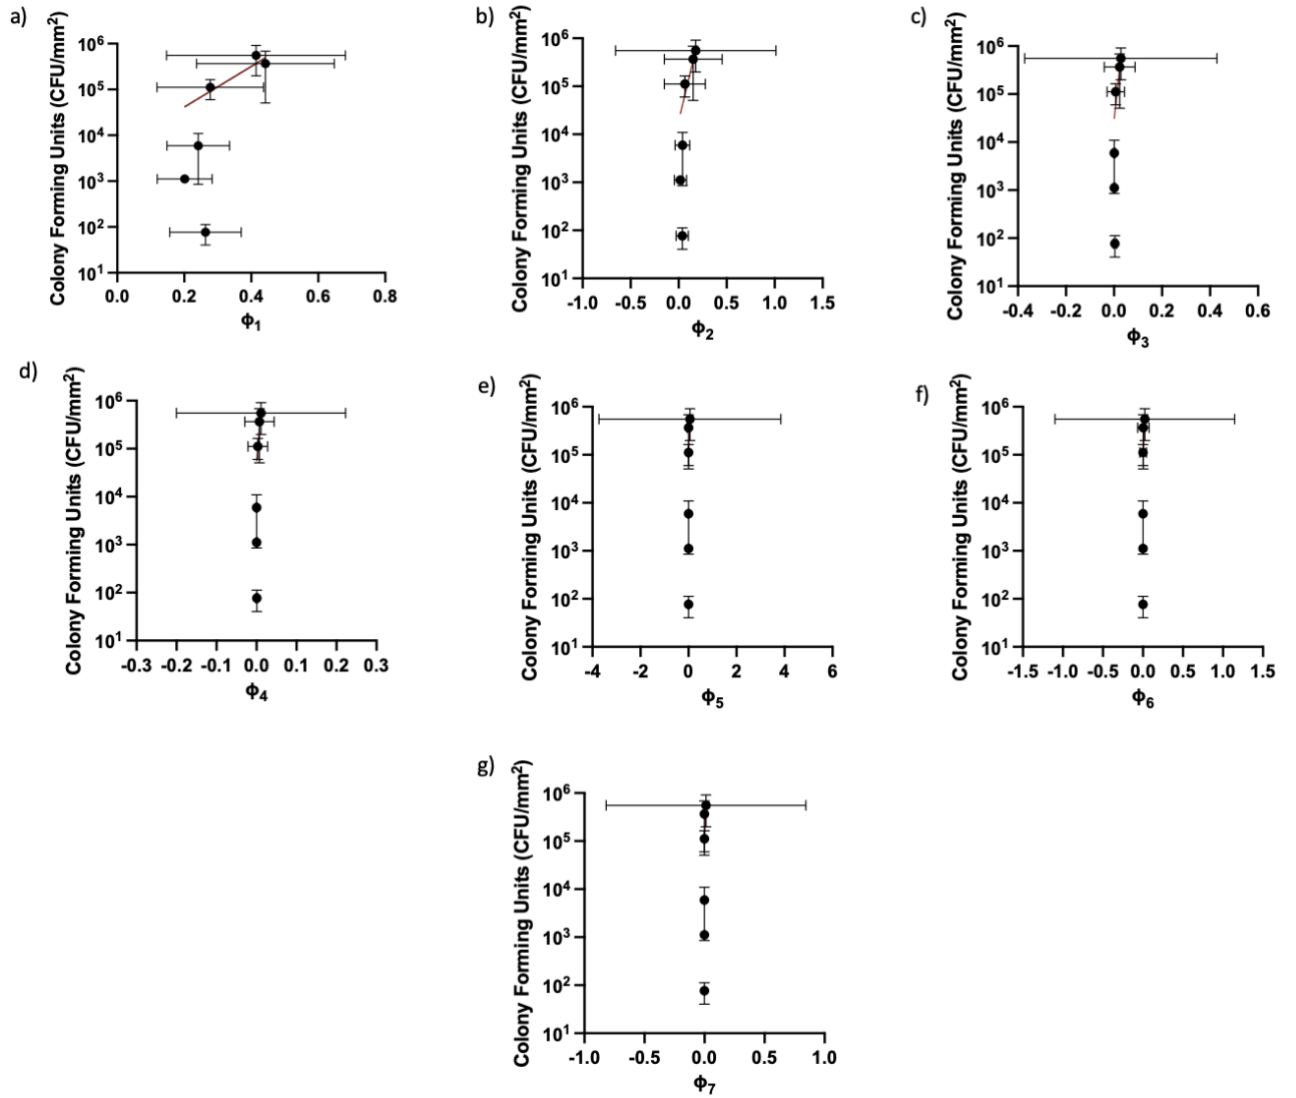 a)
Colony Forming Units (CFU/mm²)
10⁶
10⁵
10⁴
10³
10²
10¹
0.0 0.2 0.4 0.6 0.8
ϕ₁
b)
Colony Forming Units (CFU/mm²)
10⁶
10⁵
10⁴
10³
10²
10¹
-1.0 -0.5 0.0 0.5 1.0 1.5
ϕ₂
c)
Colony Forming Units (CFU/mm²)
10⁶
10⁵
10⁴
10³
10²
10¹
-0.4 -0.2 0.0 0.2 0.4 0.6
ϕ₃
d)
Colony Forming Units (CFU/mm²)
10⁶
10⁵
10⁴
10³
10²
10¹
-0.3 -0.2 -0.1 0.0 0.1 0.2 0.3
ϕ₄
e)
Colony Forming Units (CFU/mm²)
10⁶
10⁵
10⁴
10³
10²
10¹
-4 -2 0 2 4 6
ϕ₅
f)
Colony Forming Units (CFU/mm²)
10⁶
10⁵
10⁴
10³
10²
10¹
-1.5 -1.0 -0.5 0.0 0.5 1.0 1.5
ϕ₆
g)
Colony Forming Units (CFU/mm²)
10⁶
10⁵
10⁴
10³
10²
10¹
-1.0 -0.5 0.0 0.5 1.0
ϕ₇